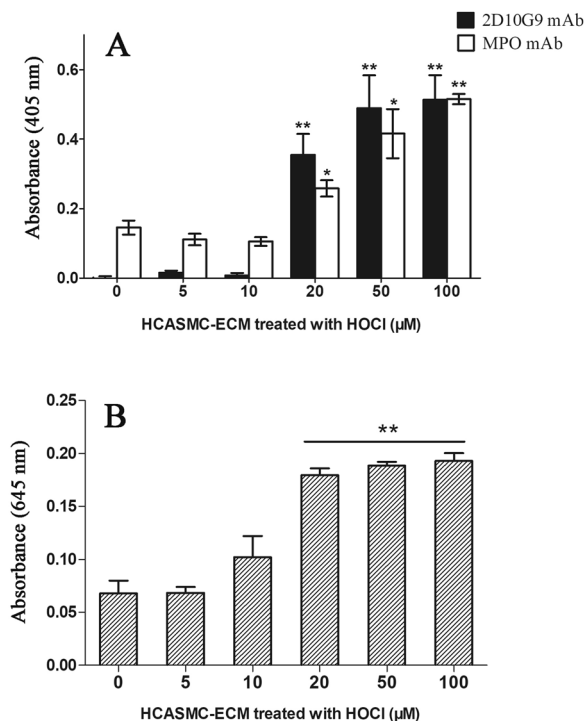 2D10G9 mAb
MPO mAb
A
Absorbance (405 nm)
0.6
0.4
0.2
0.0
** ** **
** * *
0 5 10 20 50 100
HCASMC-ECM treated with HOCl (µM)
B
Absorbance (645 nm)
0.25
0.20
0.15
0.10
0.05
0.00
**
0 5 10 20 50 100
HCASMC-ECM treated with HOCl (µM)